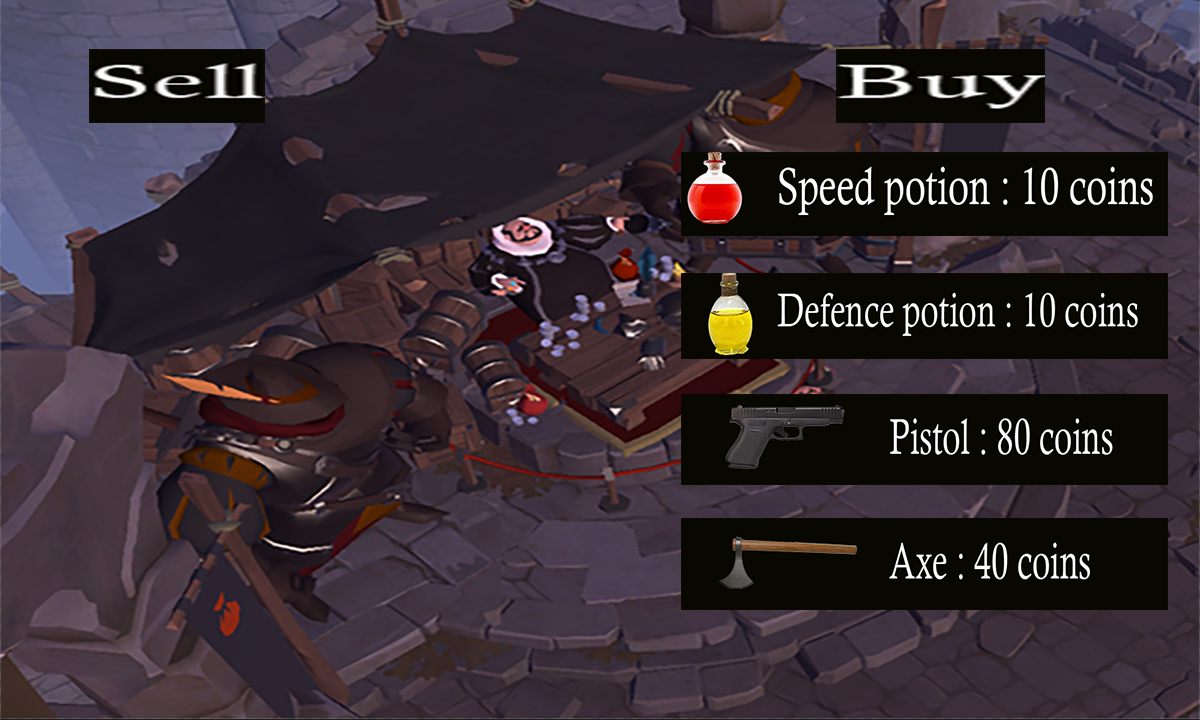 Sell
Buy
Speed potion : 10 coins
Defence potion : 10 coins
Pistol : 80 coins
Axe : 40 coins